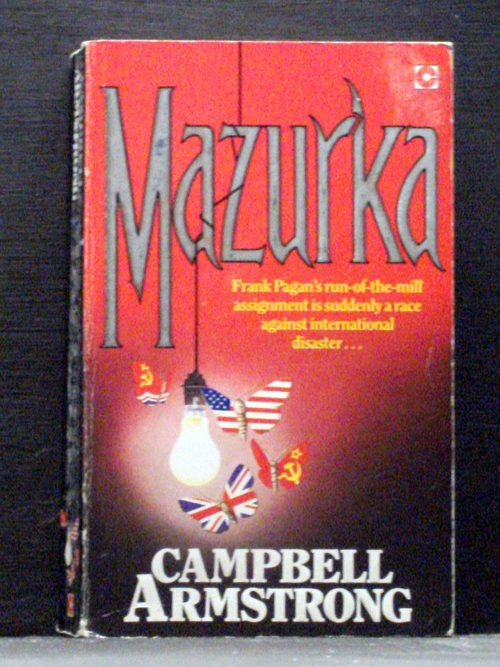 Mazurka
Frank Pagan's run-of-the-mill
assignment is suddenly a race
against international
disaster...
CAMPBELL
ARMSTRONG